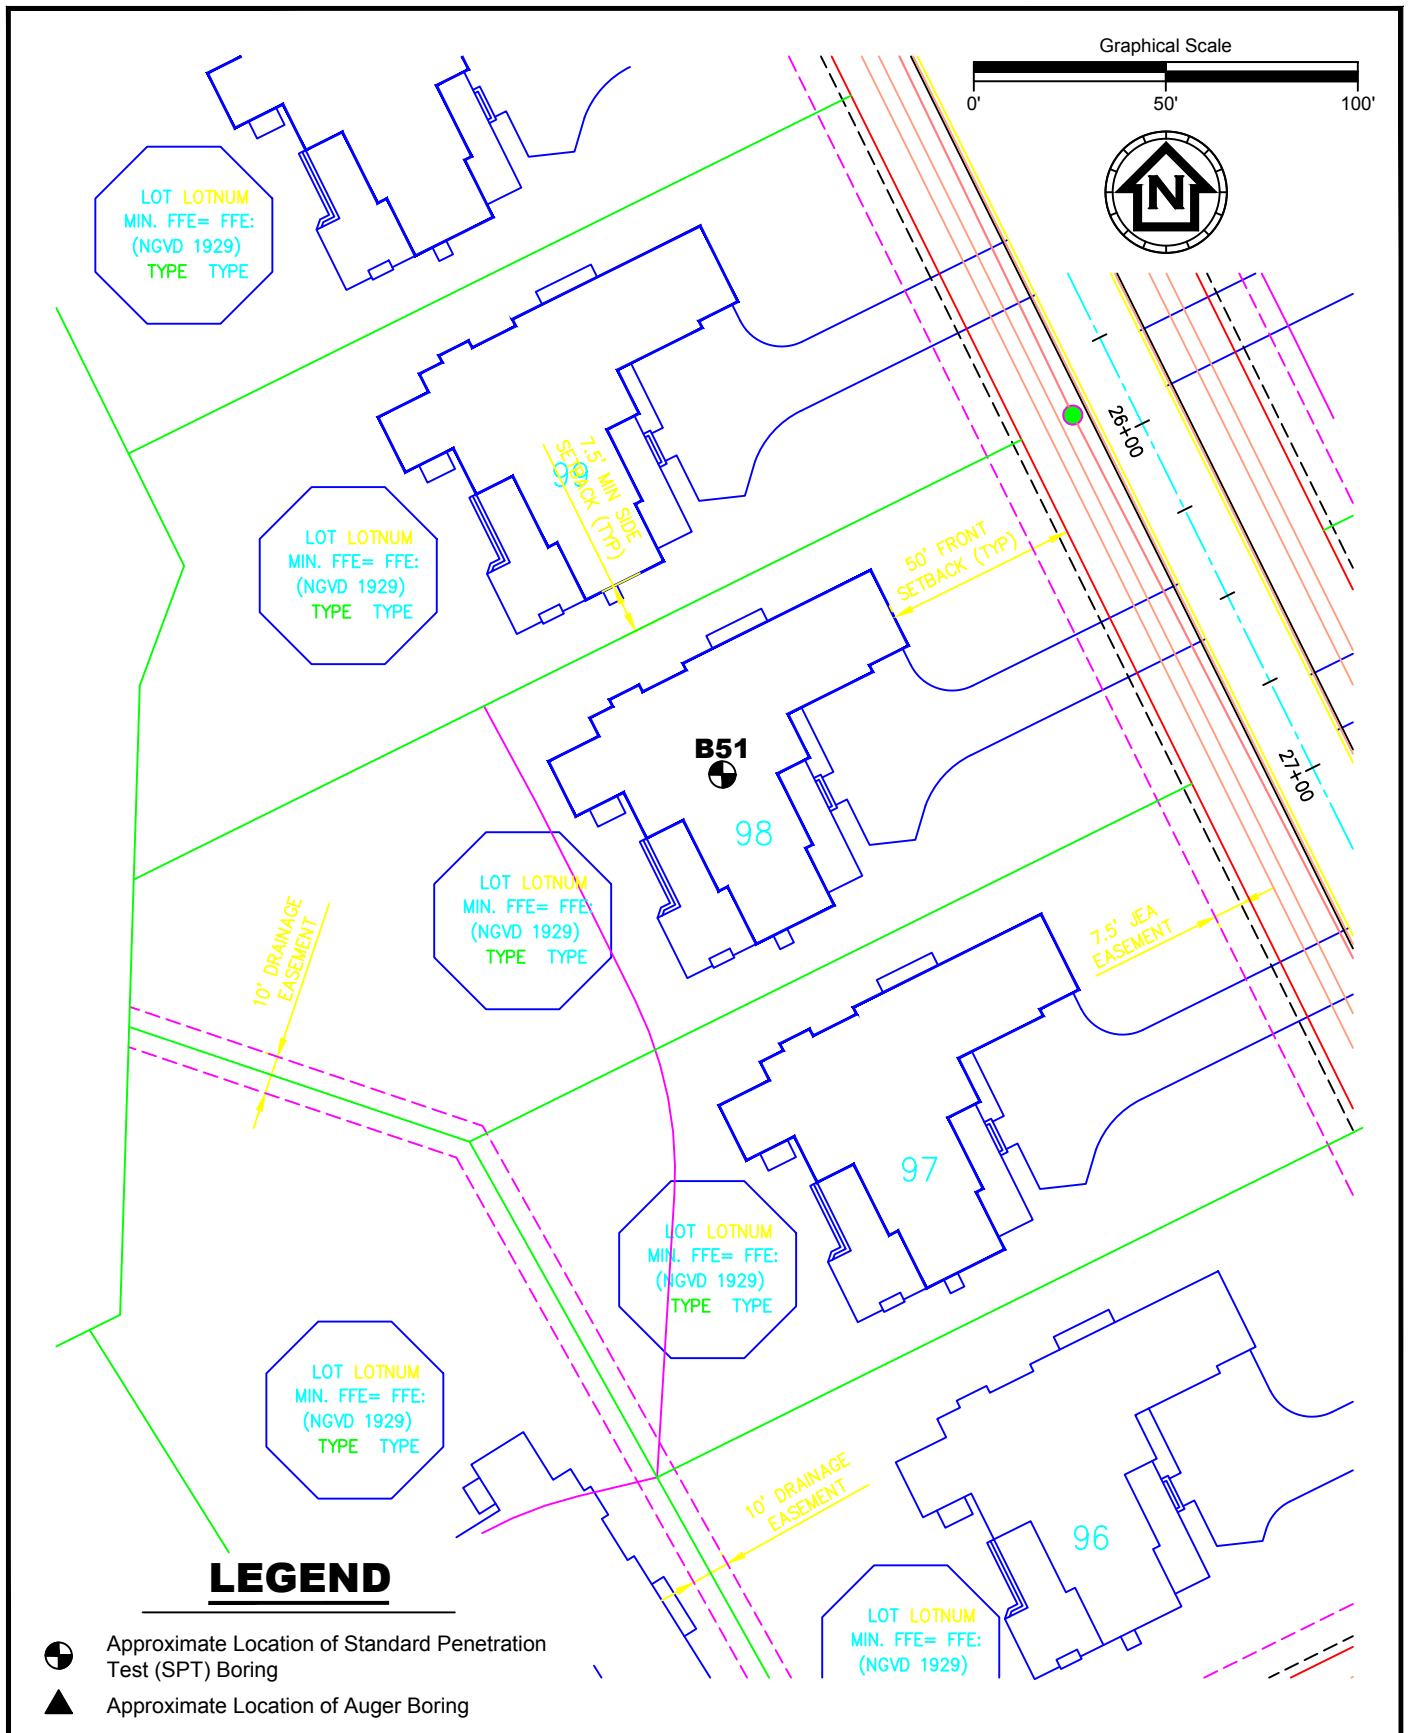 Graphical Scale
0' 50' 100'
N
LOT LOTNUM
MIN. FFE= FFE:
(NGVD 1929)
TYPE TYPE
26+00
99
7.5' MIN SIDE
SETBACK (TYP)
LOT LOTNUM
MIN. FFE= FFE:
(NGVD 1929)
TYPE TYPE
50' FRONT
SETBACK (TYP)
B51
27+00
98
LOT LOTNUM
MIN. FFE= FFE:
(NGVD 1929)
TYPE TYPE
10' DRAINAGE
EASEMENT
7.5' JEA
EASEMENT
97
LOT LOTNUM
MIN. FFE= FFE:
(NGVD 1929)
TYPE TYPE
LOT LOTNUM
MIN. FFE= FFE:
(NGVD 1929)
TYPE TYPE
10' DRAINAGE
EASEMENT
96
LOT LOTNUM
MIN. FFE= FFE:
(NGVD 1929)
LEGEND
Approximate Location of Standard Penetration
Test (SPT) Boring
Approximate Location of Auger Boring